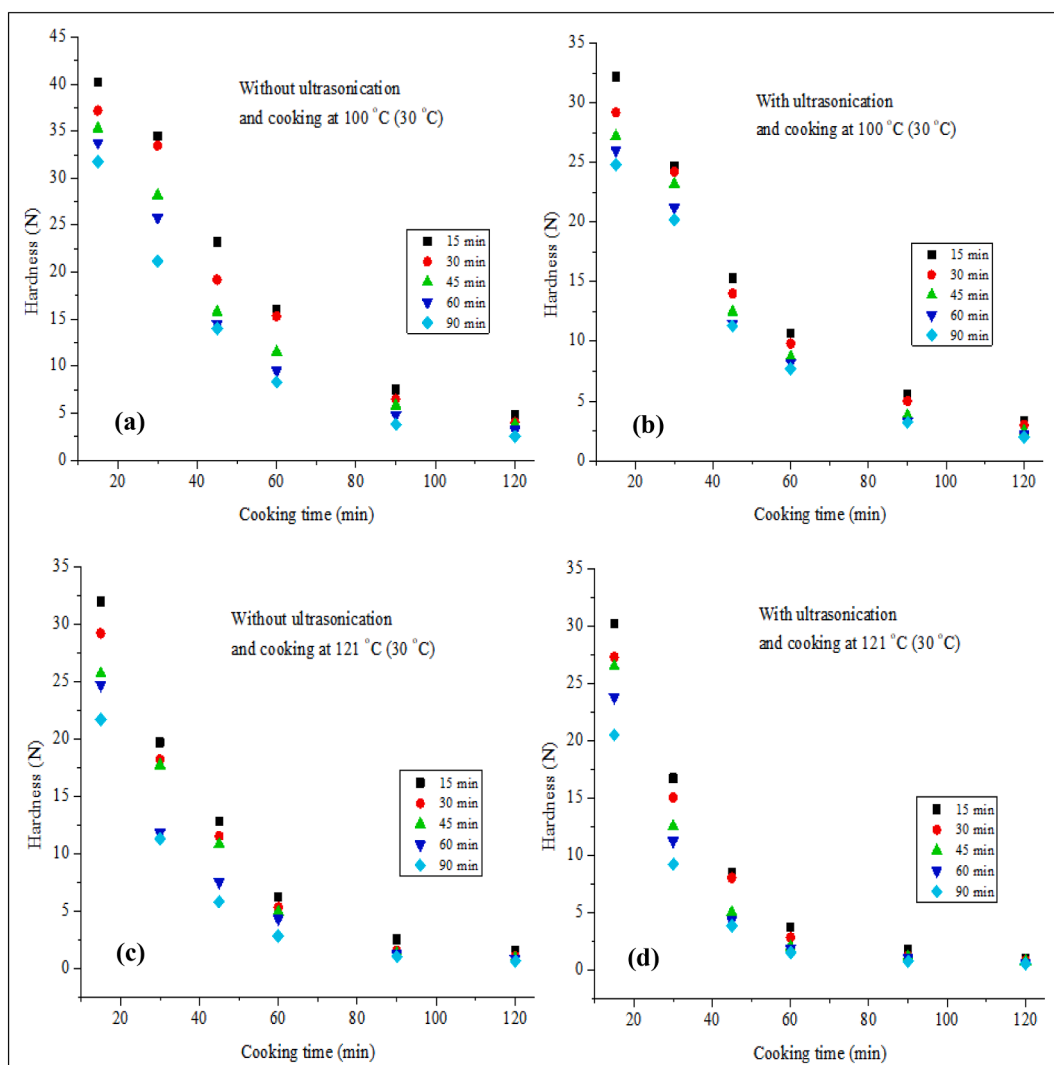 45
40
35
30
25
20
15
10
5
0
Hardness (N)
Without ultrasonication
and cooking at 100 °C (30 °C)
15 min
30 min
45 min
60 min
90 min
(a)
20 40 60 80 100 120
Cooking time (min)
35
30
25
20
15
10
5
0
Hardness (N)
With ultrasonication
and cooking at 100 °C (30 °C)
15 min
30 min
45 min
60 min
90 min
(b)
20 40 60 80 100 120
Cooking time (min)
35
30
25
20
15
10
5
0
Hardness (N)
Without ultrasonication
and cooking at 121 °C (30 °C)
15 min
30 min
45 min
60 min
90 min
(c)
20 40 60 80 100 120
Cooking time (min)
35
30
25
20
15
10
5
0
Hardness (N)
With ultrasonication
and cooking at 121 °C (30 °C)
15 min
30 min
45 min
60 min
90 min
(d)
20 40 60 80 100 120
Cooking time (min)